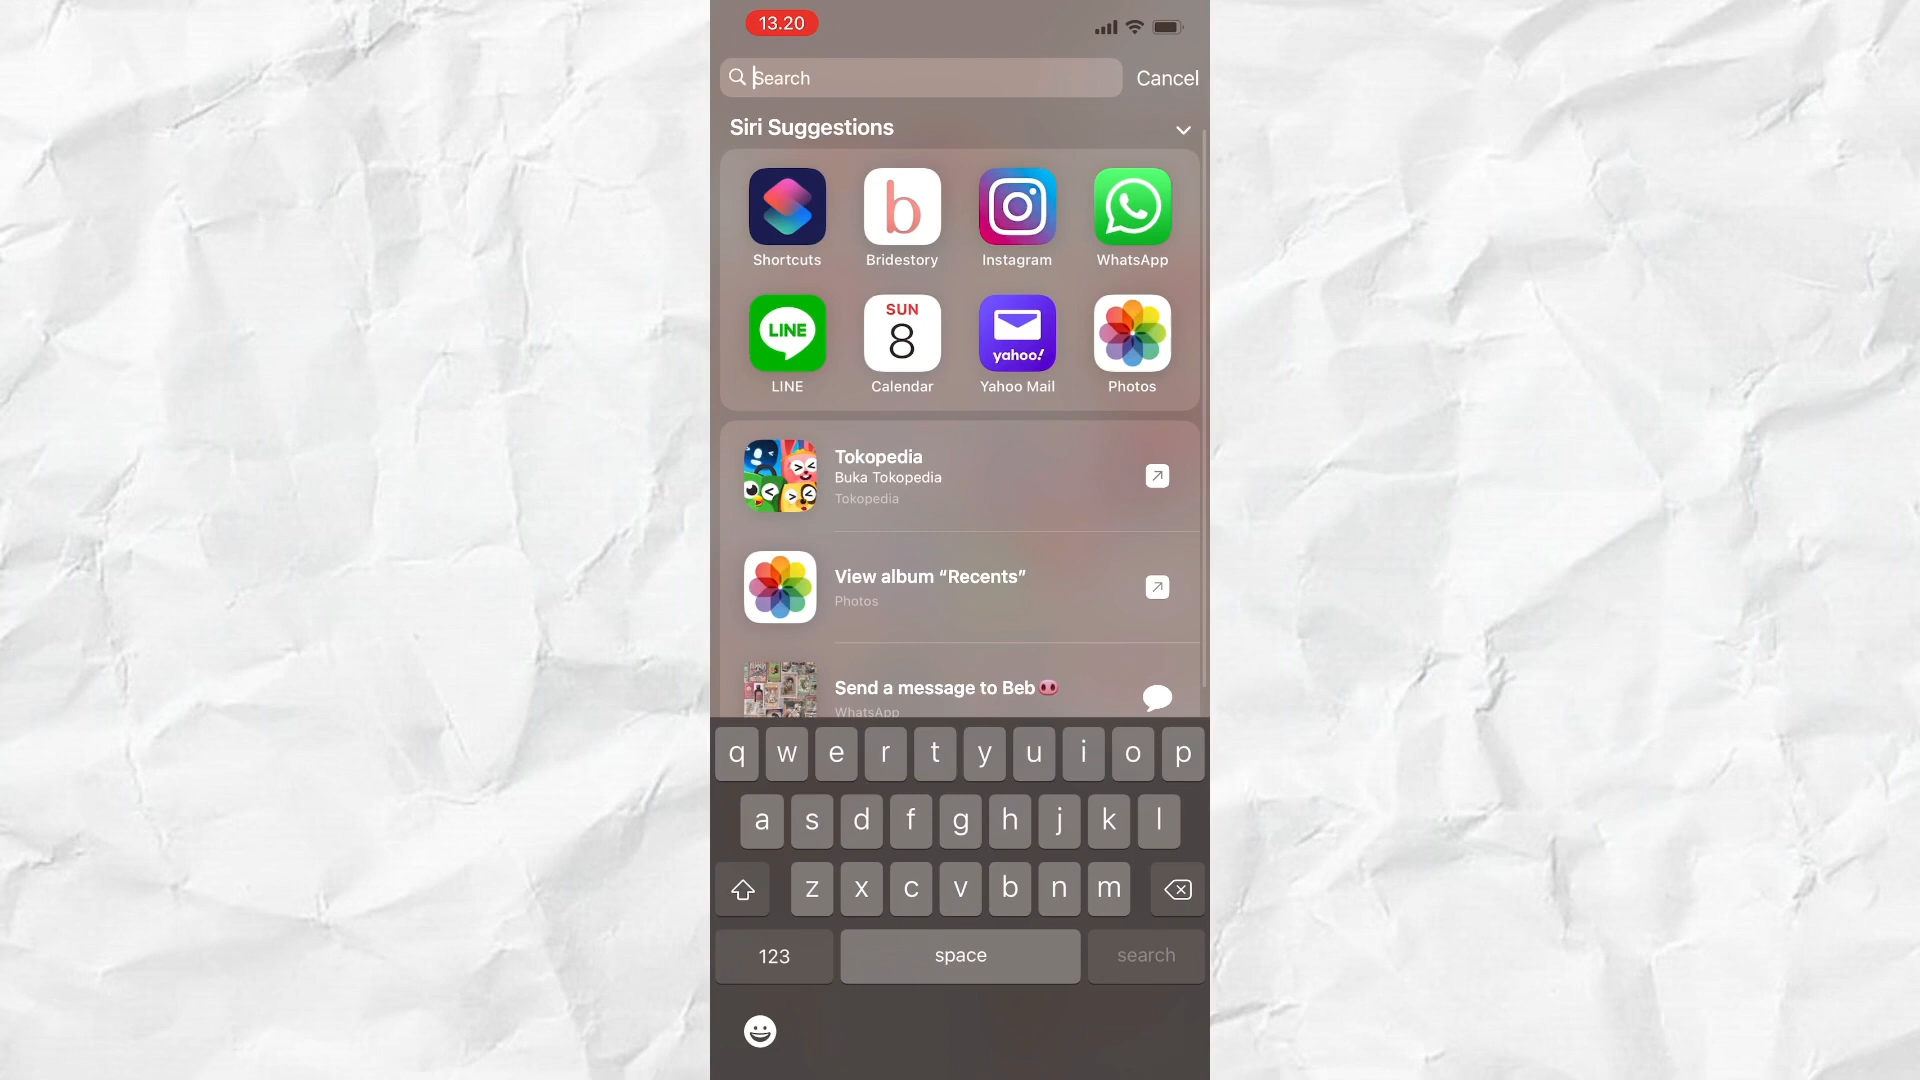 13.20
Search
Cancel
Siri Suggestions
b
Shortcuts
Bridestory
Instagram
WhatsApp
LINE
SUN
8
yahoo!
LINE
Calendar
Yahoo Mail
Photos
Tokopedia
Buka Tokopedia
Tokopedia
View album “Recents”
Photos
Send a message to Beb🐽
WhatsApp
q w e r t y u i o p
a s d f g h j k l
z x c v b n m
123
space
search